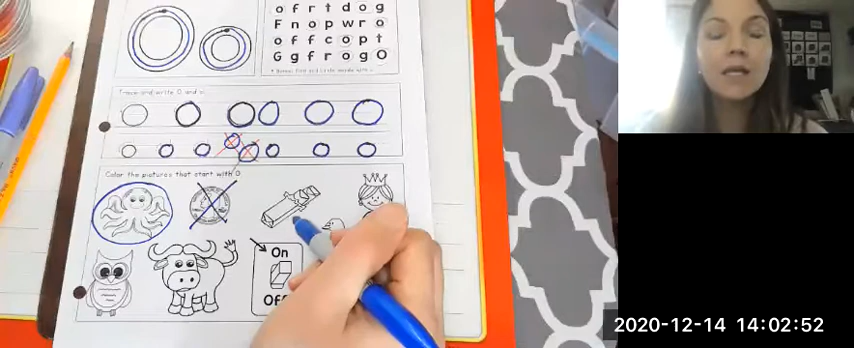 o f r t d o g
F n o p w r o
o f f c o p t
G g f r o g O
Trace and write O and o.
Color the pictures that start with O
On
Off
2020-12-14 14:02:52